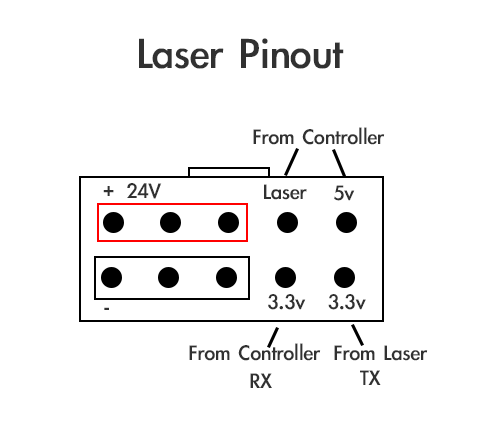 Laser Pinout
From Controller
+ 24V
Laser
5v
-
3.3v
3.3v
From Controller
RX
From Laser
TX